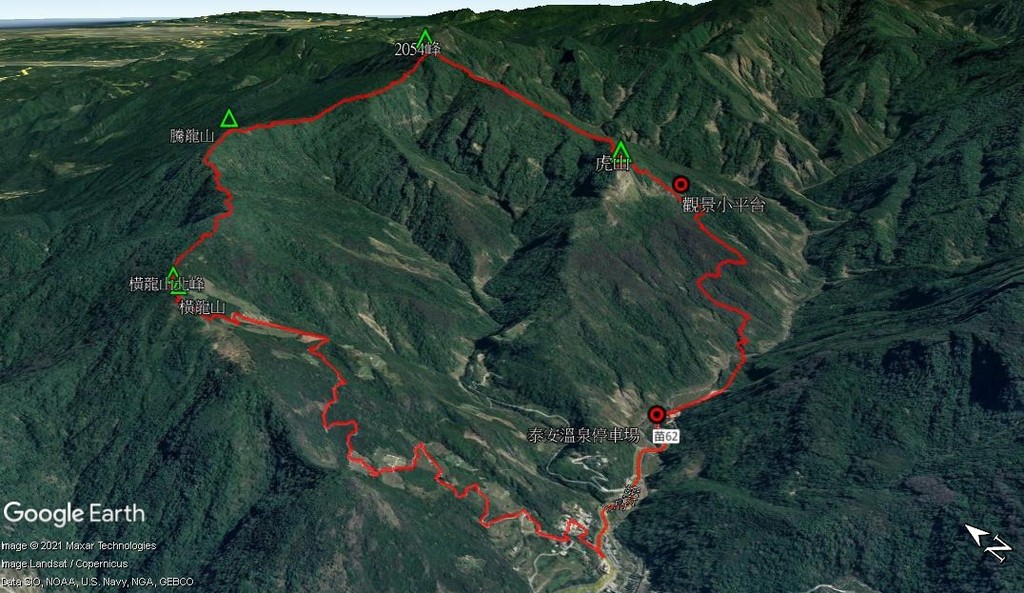 2054峰
騰龍山
虎山
觀景小平台
橫龍山北峰
橫龍山
泰安溫泉停車場
苗62
Google Earth
Image © 2021 Maxar Technologies
Image Landsat / Copernicus
Data SIO, NOAA, U.S. Navy, NGA, GEBCO
N